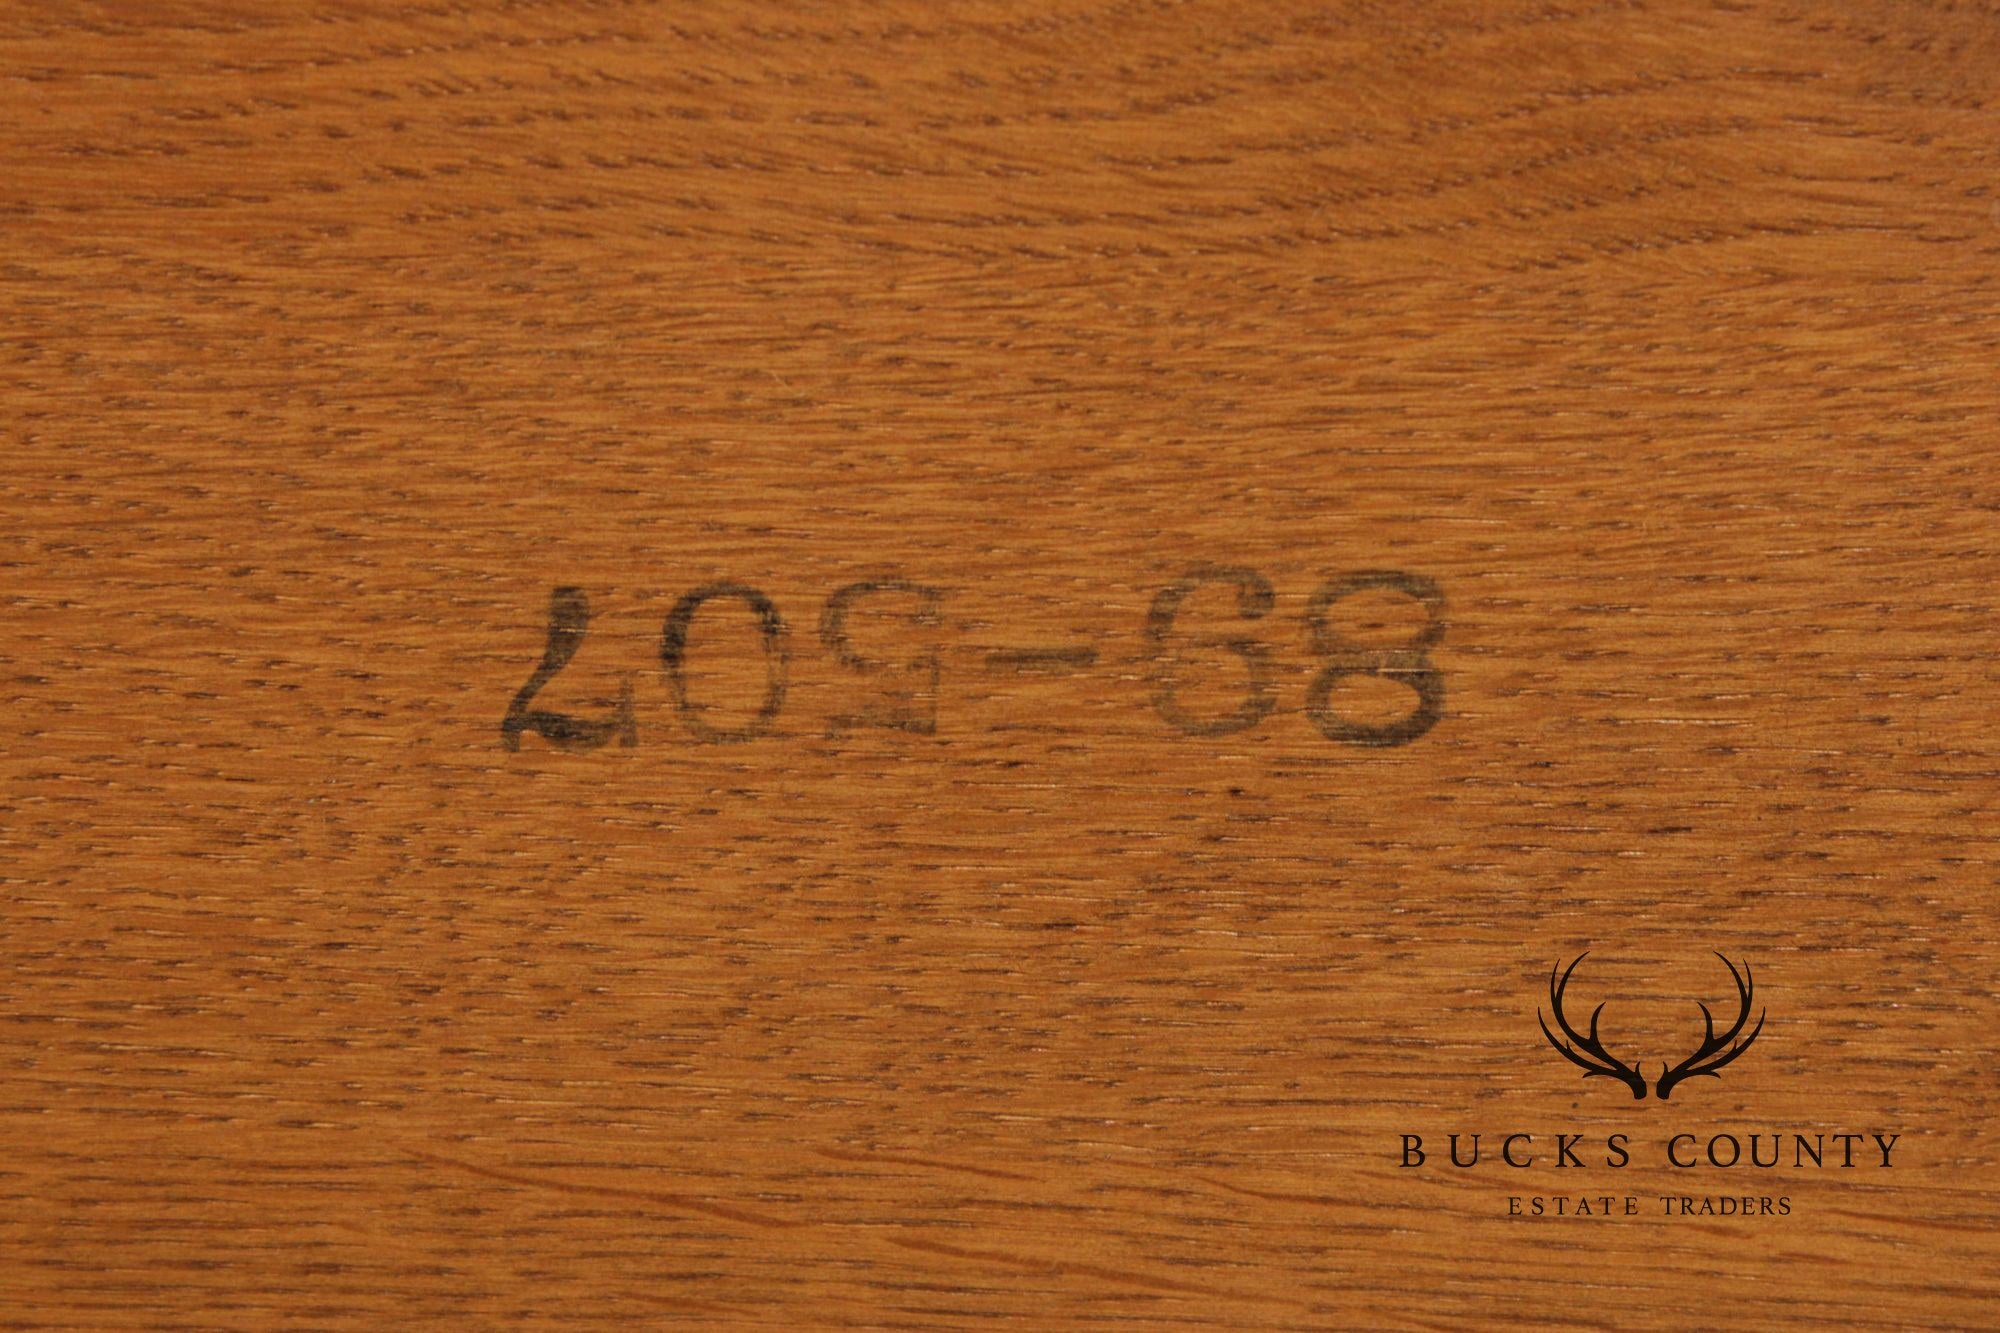 89-507
BUCKS COUNTY
ESTATE TRADERS